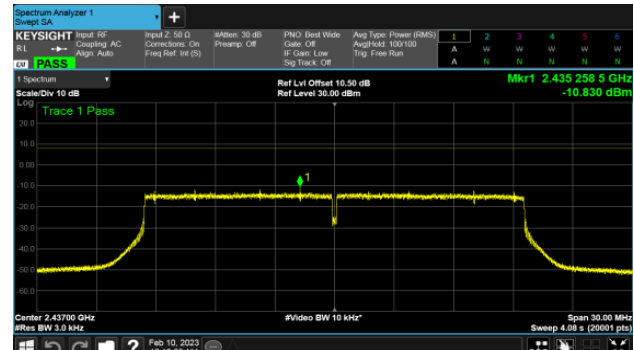 Spectrum Analyzer 1
Swept SA
+
KEYSIGHT Input: RF Input Z: 50 Ω #Atten: 30 dB PNO: Best Wide Avg Type: Power (RMS) 1 2 3 4 5 6
RL Coupling: AC Corrections: On Preamp: Off Gate: Off Avg|Hold: 100/100 A W W W W W
Align: Auto Freq Ref: Int (S) IF Gain: Low Trig: Free Run
LV PASS Sig Track: Off A N N N N N
1 Spectrum Ref Lvl Offset 10.50 dB Mkr1 2.435 258 5 GHz
Scale/Div 10 dB Ref Level 30.00 dBm -10.830 dBm
Log
Trace 1 Pass
20.0
10.0
0.00
1
-10.0
-20.0
-30.0
-40.0
-50.0
-60.0
Center 2.43700 GHz #Video BW 10 kHz* Span 30.00 MHz
#Res BW 3.0 kHz Sweep 4.08 s (20001 pts)
? Feb 10, 2023